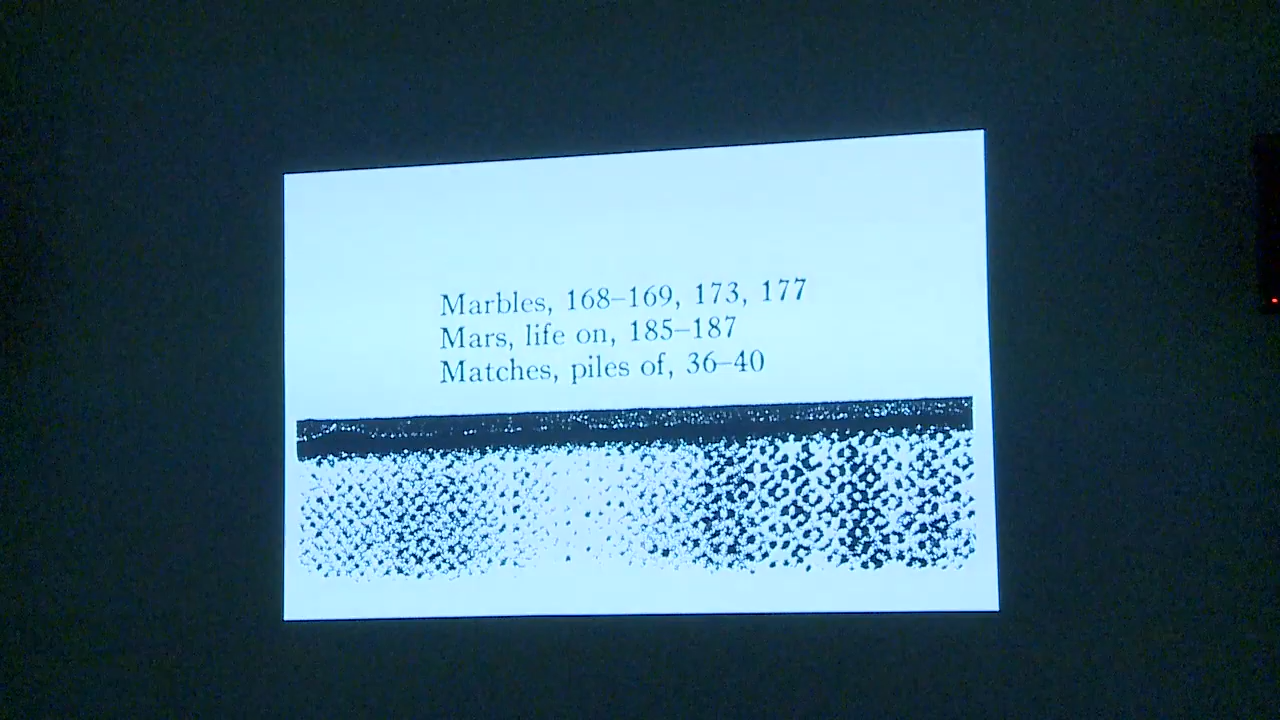 Marbles, 168–169, 173, 177
Mars, life on, 185–187
Matches, piles of, 36–40